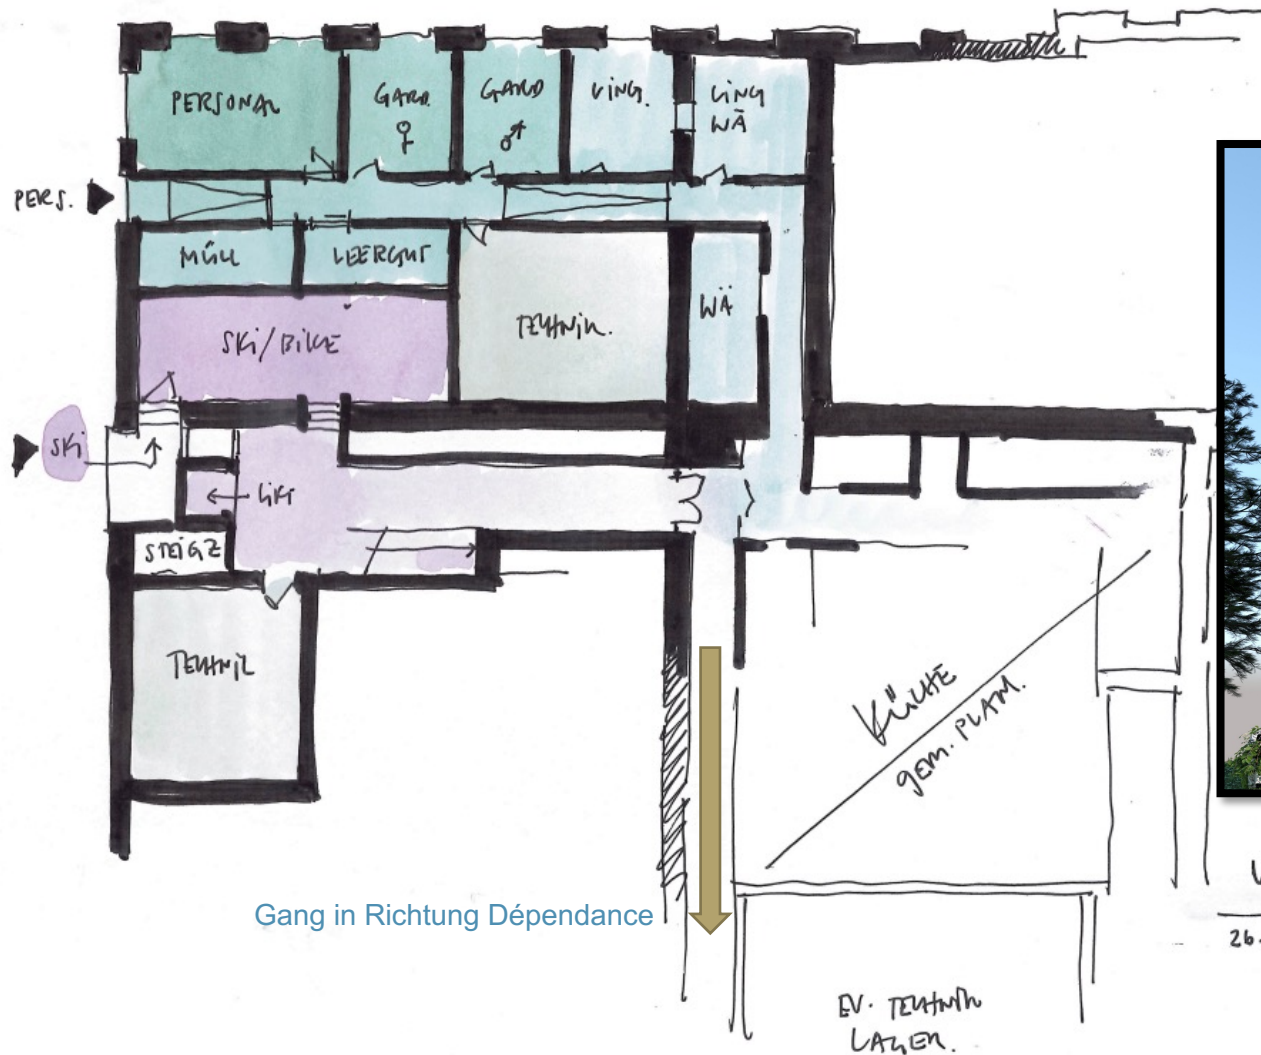 PERSONAL
GARD.
♀
GARD
♂
LING.
LING
WÄ
PERS.
MÜLL
LEERGUT
TECHNIK.
WÄ
SKI/BIKE
SKI
LIFT
STEIGZ
TECHNIK
KÜCHE
gem. PLAN.
Gang in Richtung Dépendance
26.
EV. TECHNIK
LAGER.